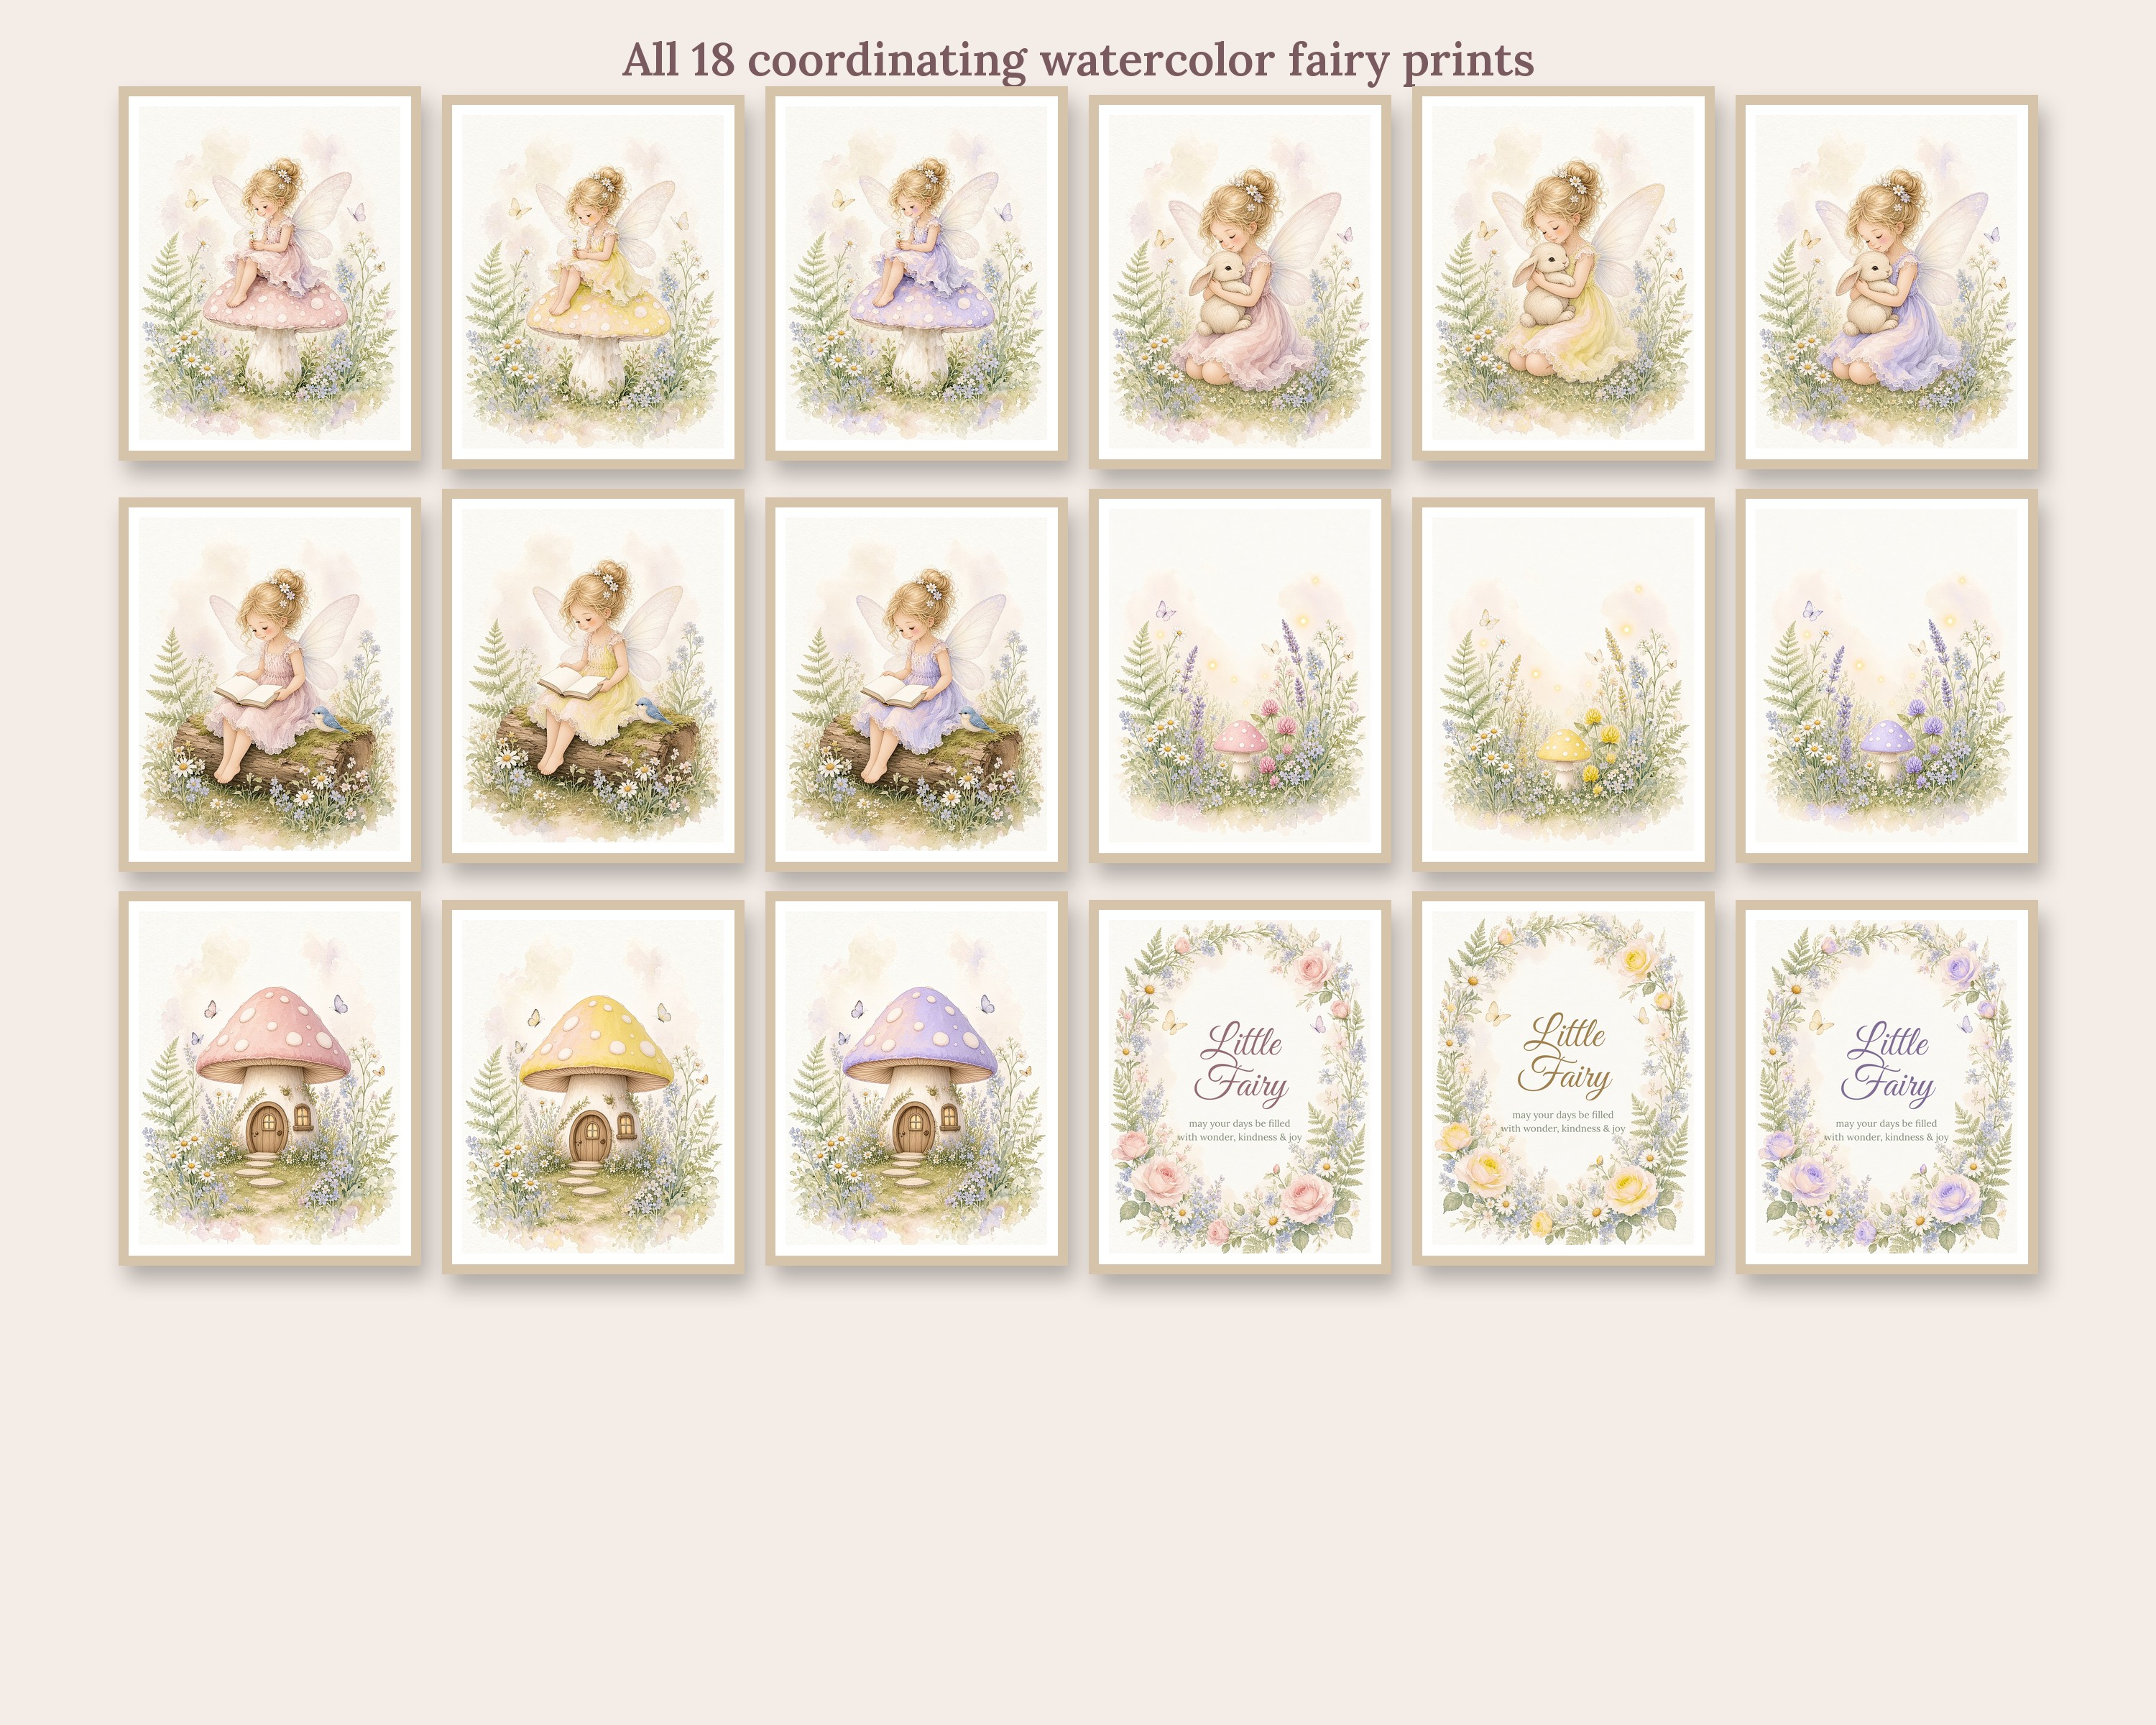 All 18 coordinating watercolor fairy prints
Little
Fairy
may your days be filled
with wonder, kindness & joy
Little
Fairy
may your days be filled
with wonder, kindness & joy
Little
Fairy
may your days be filled
with wonder, kindness & joy